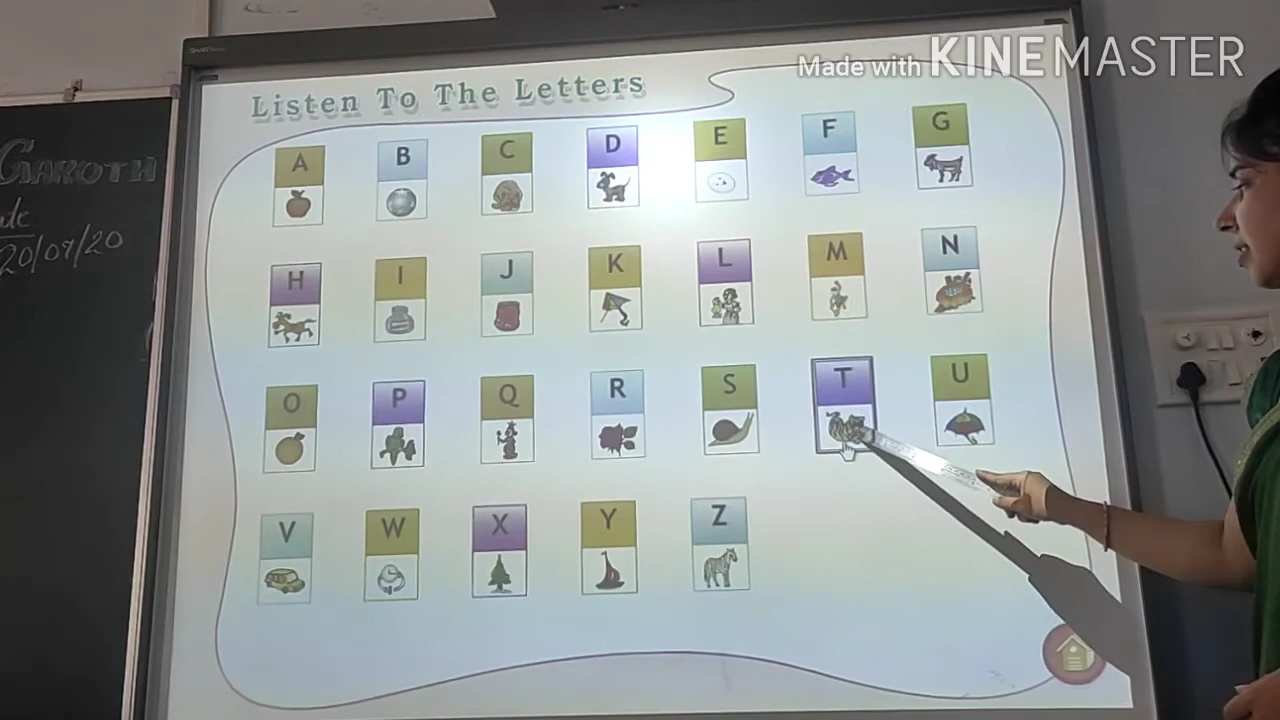 Made with KINEMASTER
Listen To The Letters
A B C D E F G
H I J K L M N
O P Q R S T U
V W X Y Z
20/09/20